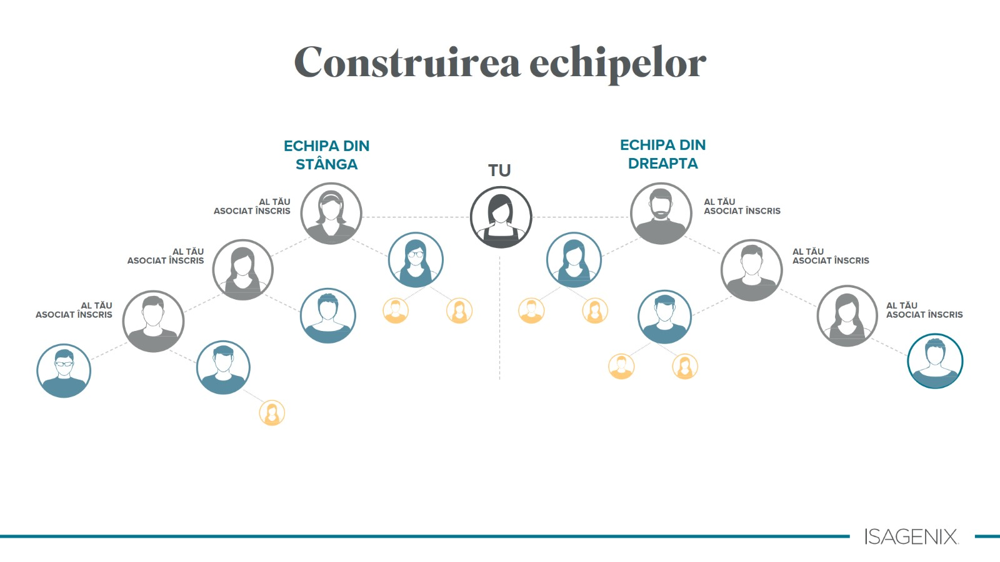 Construirea echipelor
ECHIPA DIN
STÂNGA
TU
ECHIPA DIN
DREAPTA
AL TĂU
ASOCIAT ÎNSCRIS
AL TĂU
ASOCIAT ÎNSCRIS
AL TĂU
ASOCIAT ÎNSCRIS
AL TĂU
ASOCIAT ÎNSCRIS
AL TĂU
ASOCIAT ÎNSCRIS
AL TĂU
ASOCIAT ÎNSCRIS
ISAGENIX